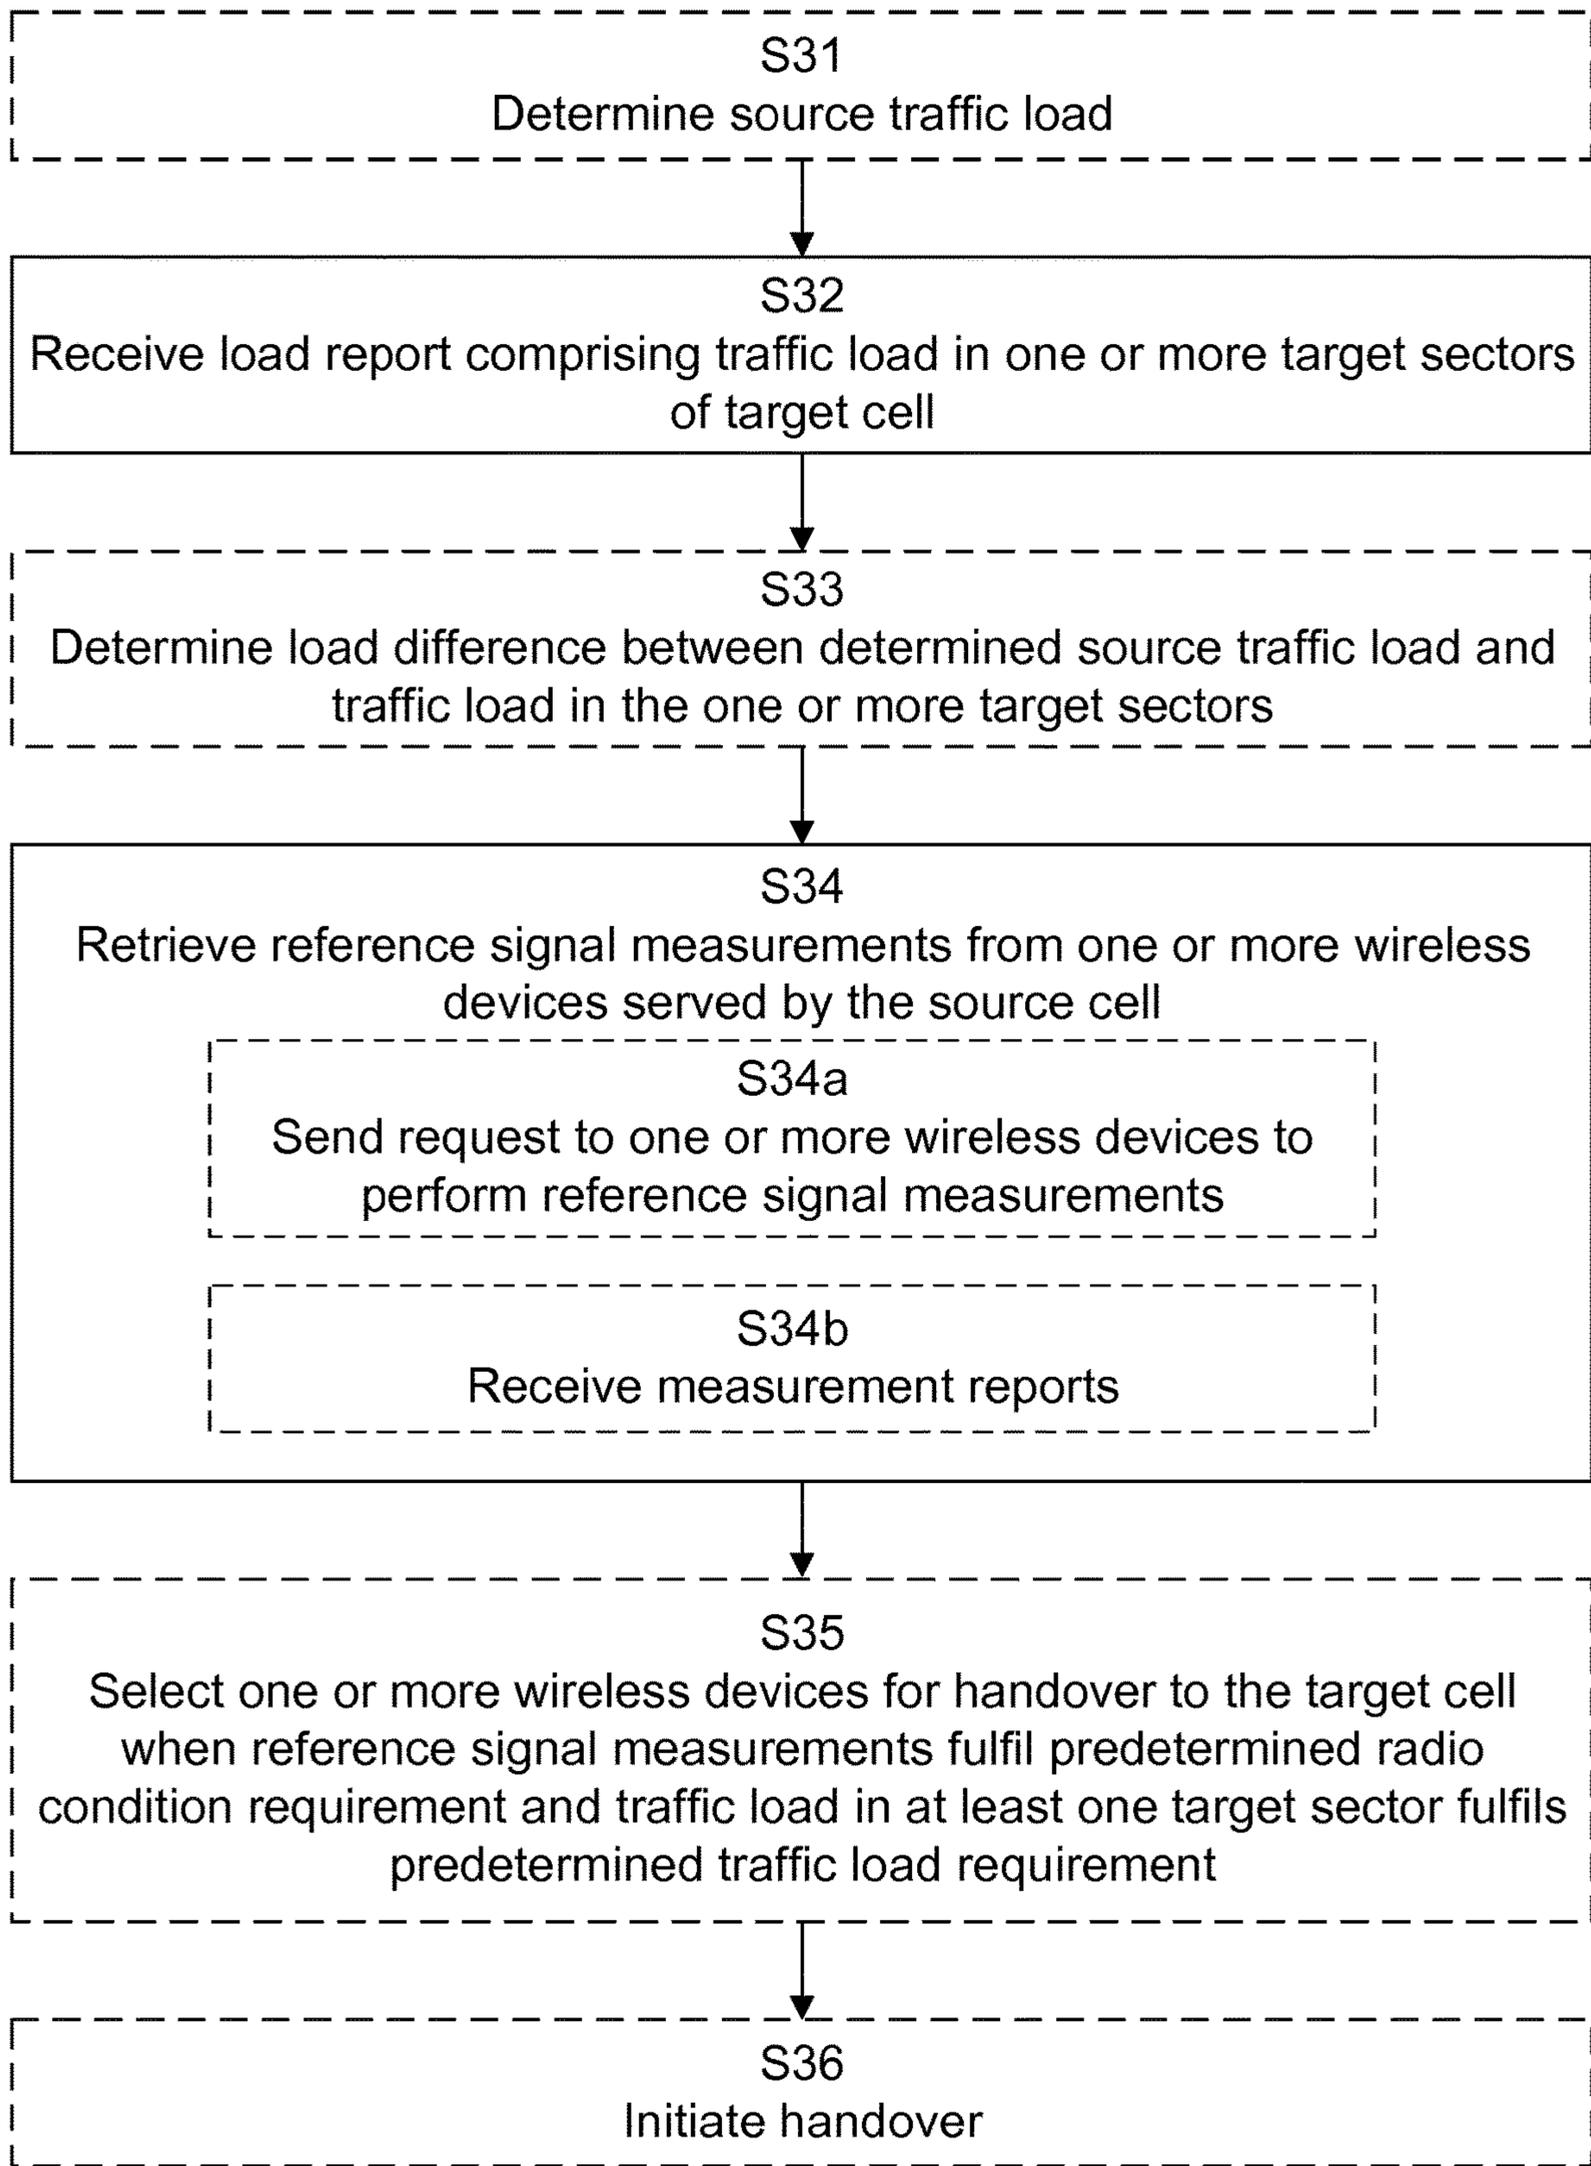 S31
Determine source traffic load
S32
Receive load report comprising traffic load in one or more target sectors
of target cell
S33
Determine load difference between determined source traffic load and
traffic load in the one or more target sectors
S34
Retrieve reference signal measurements from one or more wireless
devices served by the source cell
S34a
Send request to one or more wireless devices to
perform reference signal measurements
S34b
Receive measurement reports
S35
Select one or more wireless devices for handover to the target cell
when reference signal measurements fulfil predetermined radio
condition requirement and traffic load in at least one target sector fulfils
predetermined traffic load requirement
S36
Initiate handover